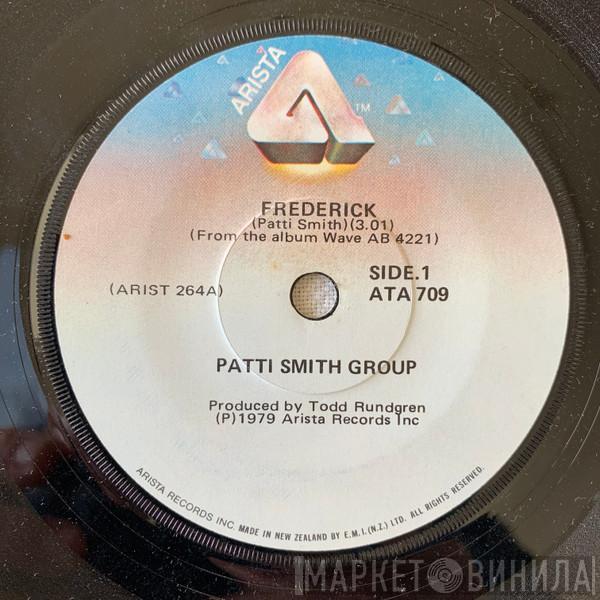 ARISTA
TM
FREDERICK
(Patti Smith)(3.01)
(From the album Wave AB 4221)
SIDE.1
(ARIST 264A)
ATA 709
PATTI SMITH GROUP
Produced by Todd Rundgren
(P)1979 Arista Records Inc
ARISTA RECORDS INC. MADE IN NEW ZEALAND BY E.M.I.(N.Z.) LTD. ALL RIGHTS RESERVED.
МАРКЕТ ВИНИЛА